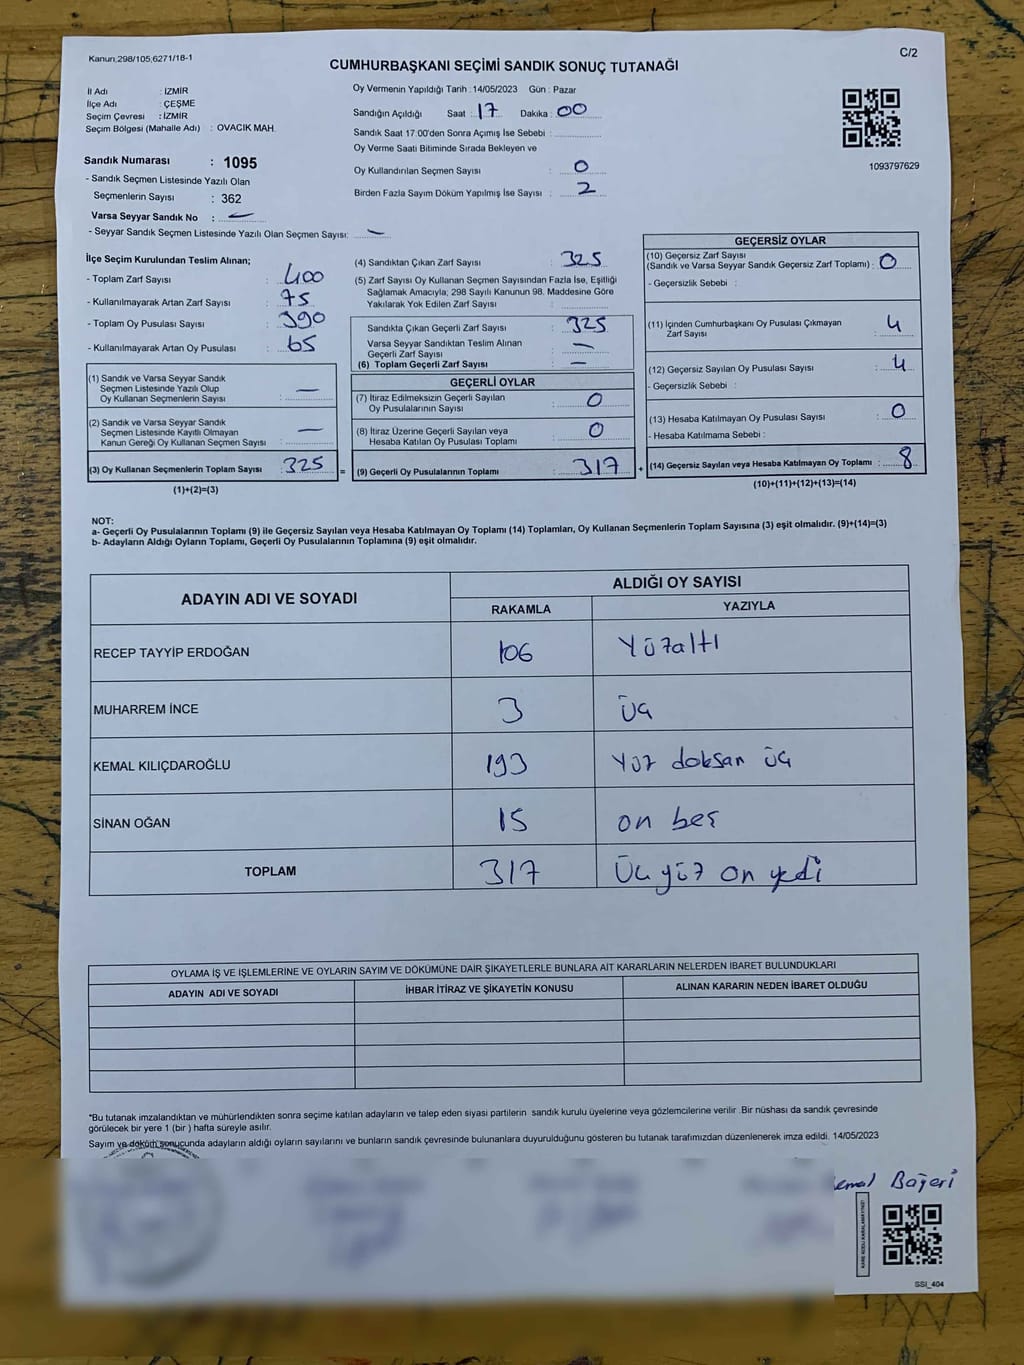 Kanun,298/105,6271/18-1
C/2
CUMHURBAŞKANI SEÇİMİ SANDIK SONUÇ TUTANAĞI
İl Adı : İZMİR
İlçe Adı : ÇEŞME
Seçim Çevresi : İZMİR
Seçim Bölgesi (Mahalle Adı) : OVACIK MAH.
Sandık Numarası : 1095
- Sandık Seçmen Listesinde Yazılı Olan
Seçmenlerin Sayısı : 362
Varsa Seyyar Sandık No : —
- Seyyar Sandık Seçmen Listesinde Yazılı Olan Seçmen Sayısı: —
Oy Vermenin Yapıldığı Tarih : 14/05/2023 Gün : Pazar
Sandığın Açıldığı Saat : 17 Dakika : 00
Sandık Saat 17:00'den Sonra Açımış İse Sebebi :
Oy Verme Saati Bitiminde Sırada Bekleyen ve
Oy Kullandırılan Seçmen Sayısı : 0
Birden Fazla Sayım Döküm Yapılmış İse Sayısı : 2
1093797629
İlçe Seçim Kurulundan Teslim Alınan;
- Toplam Zarf Sayısı : 400
- Kullanılmayarak Artan Zarf Sayısı : 75
- Toplam Oy Pusulası Sayısı : 390
- Kullanılmayarak Artan Oy Pusulası : 65
(1) Sandık ve Varsa Seyyar Sandık
Seçmen Listesinde Yazılı Olup
Oy Kullanan Seçmenlerin Sayısı : —
(2) Sandık ve Varsa Seyyar Sandık
Seçmen Listesinde Kayıtlı Olmayan
Kanun Gereği Oy Kullanan Seçmen Sayısı : —
(3) Oy Kullanan Seçmenlerin Toplam Sayısı : 325
(1)+(2)=(3)
(4) Sandıktan Çıkan Zarf Sayısı : 325
(5) Zarf Sayısı Oy Kullanan Seçmen Sayısından Fazla İse, Eşitliği
Sağlamak Amacıyla; 298 Sayılı Kanunun 98. Maddesine Göre
Yakılarak Yok Edilen Zarf Sayısı :
Sandıkta Çıkan Geçerli Zarf Sayısı : 325
Varsa Seyyar Sandıktan Teslim Alınan
Geçerli Zarf Sayısı : —
(6) Toplam Geçerli Zarf Sayısı : —
GEÇERLİ OYLAR
(7) İtiraz Edilmeksizin Geçerli Sayılan
Oy Pusulalarının Sayısı : 0
(8) İtiraz Üzerine Geçerli Sayılan veya
Hesaba Katılan Oy Pusulası Toplamı : 0
= (9) Geçerli Oy Pusulalarının Toplamı : 317
GEÇERSİZ OYLAR
(10) Geçersiz Zarf Sayısı
(Sandık ve Varsa Seyyar Sandık Geçersiz Zarf Toplamı) : 0
- Geçersizlik Sebebi :
(11) İçinden Cumhurbaşkanı Oy Pusulası Çıkmayan
Zarf Sayısı : 4
(12) Geçersiz Sayılan Oy Pusulası Sayısı : 4
- Geçersizlik Sebebi :
(13) Hesaba Katılmayan Oy Pusulası Sayısı : 0
- Hesaba Katılmama Sebebi :
+ (14) Geçersiz Sayılan veya Hesaba Katılmayan Oy Toplamı : 8
(10)+(11)+(12)+(13)=(14)
NOT:
a- Geçerli Oy Pusulalarının Toplamı (9) ile Geçersiz Sayılan veya Hesaba Katılmayan Oy Toplamı (14) Toplamları, Oy Kullanan Seçmenlerin Toplam Sayısına (3) eşit olmalıdır. (9)+(14)=(3)
b- Adayların Aldığı Oyların Toplamı, Geçerli Oy Pusulalarının Toplamına (9) eşit olmalıdır.
ADAYIN ADI VE SOYADI
ALDIĞI OY SAYISI
RAKAMLA YAZIYLA
RECEP TAYYİP ERDOĞAN 106 Yüzaltı
MUHARREM İNCE 3 üç
KEMAL KILIÇDAROĞLU 193 yüz doksan üç
SİNAN OĞAN 15 on beş
TOPLAM 317 Üç yüz on yedi
OYLAMA İŞ VE İŞLEMLERİNE VE OYLARIN SAYIM VE DÖKÜMÜNE DAİR ŞİKAYETLERLE BUNLARA AİT KARARLARIN NELERDEN İBARET BULUNDUKLARI
ADAYIN ADI VE SOYADI İHBAR İTİRAZ VE ŞİKAYETİN KONUSU ALINAN KARARIN NEDEN İBARET OLDUĞU
*Bu tutanak imzalandıktan ve mühürlendikten sonra seçime katılan adayların ve talep eden siyasi partilerin sandık kurulu üyelerine veya gözlemcilerine verilir .Bir nüshası da sandık çevresinde
görülecek bir yere 1 (bir ) hafta süreyle asılır.
Sayım ve döküm sonucunda adayların aldığı oyların sayılarını ve bunların sandık çevresinde bulunanlara duyurulduğunu gösteren bu tutanak tarafımızdan düzenlenerek imza edildi. 14/05/2023
SSI_404